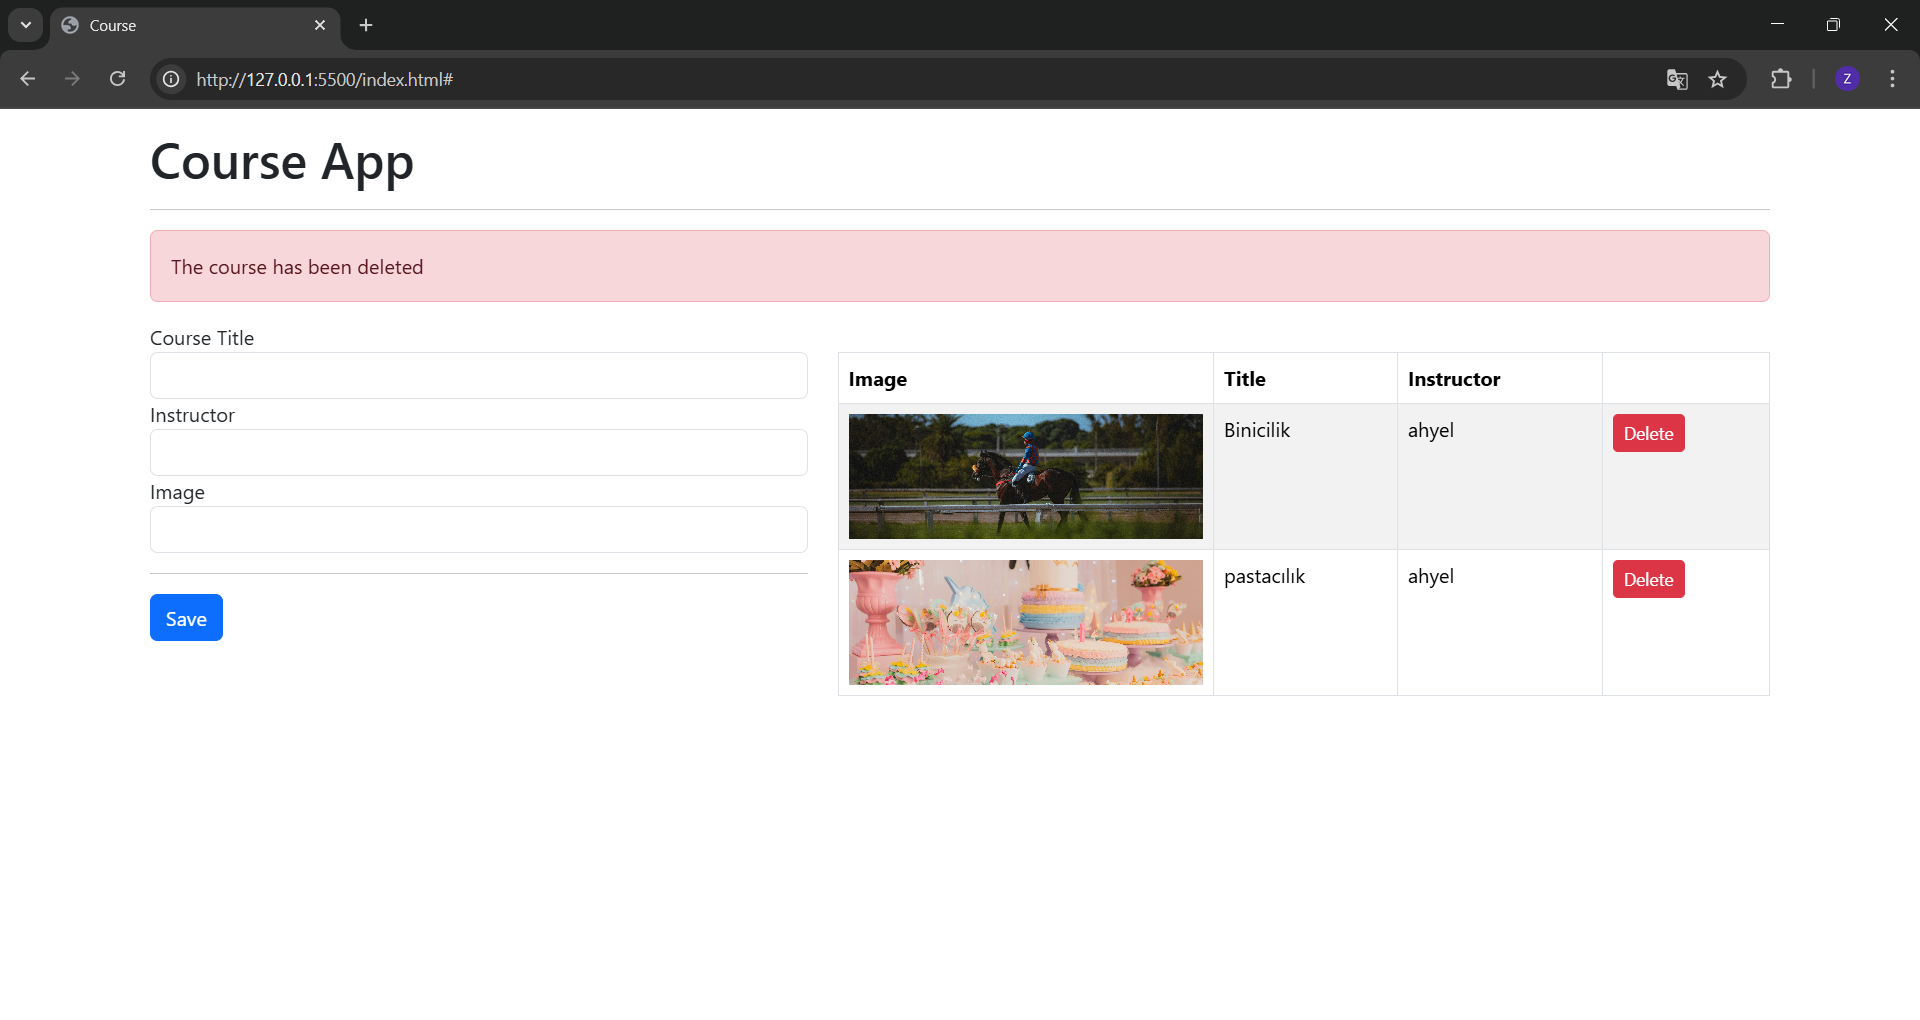 Course
http://127.0.0.1:5500/index.html#
Z
Course App
The course has been deleted
Course Title
Instructor
Image
Save
Image Title Instructor
Binicilik ahyel Delete
pastacılık ahyel Delete